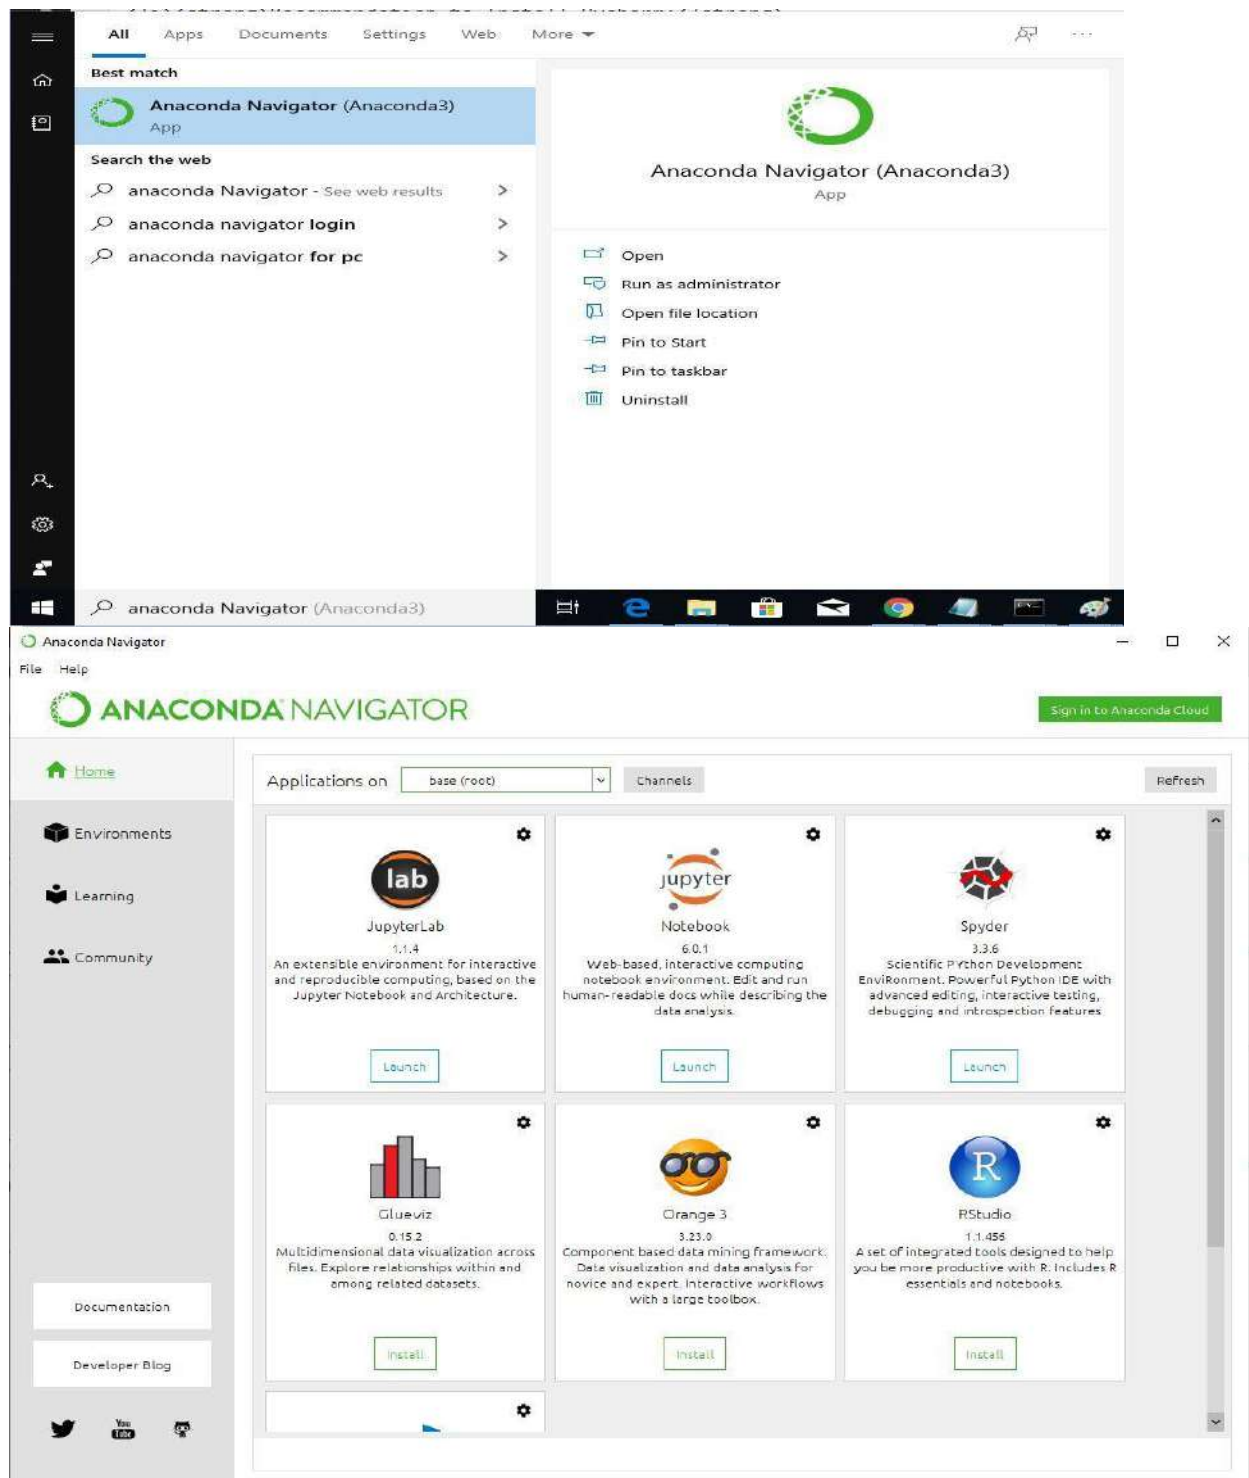 All Apps Documents Settings Web More
Best match
Anaconda Navigator (Anaconda3)
App
Search the web
anaconda Navigator - See web results
anaconda navigator login
anaconda navigator for pc
Anaconda Navigator (Anaconda3)
App
Open
Run as administrator
Open file location
Pin to Start
Pin to taskbar
Uninstall
anaconda Navigator (Anaconda3)
Anaconda Navigator
File Help
ANACONDA NAVIGATOR
Sign in to Anaconda Cloud
Home
Environments
Learning
Community
Documentation
Developer Blog
You
Tube
Applications on base (root) Channels Refresh
lab
JupyterLab
1.1.4
An extensible environment for interactive
and reproducible computing, based on the
Jupyter Notebook and Architecture.
Launch
jupyter
Notebook
6.0.1
Web-based, interactive computing
notebook environment. Edit and run
human-readable docs while describing the
data analysis.
Launch
Spyder
3.3.6
Scientific PYthon Development
EnviRonment. Powerful Python IDE with
advanced editing, interactive testing,
debugging and introspection features
Launch
Glueviz
0.15.2
Multidimensional data visualization across
files. Explore relationships within and
among related datasets.
Install
Orange 3
3.23.0
Component based data mining framework.
Data visualization and data analysis for
novice and expert. Interactive workflows
with a large toolbox.
Install
R
RStudio
1.1.456
A set of integrated tools designed to help
you be more productive with R. Includes R
essentials and notebooks.
Install